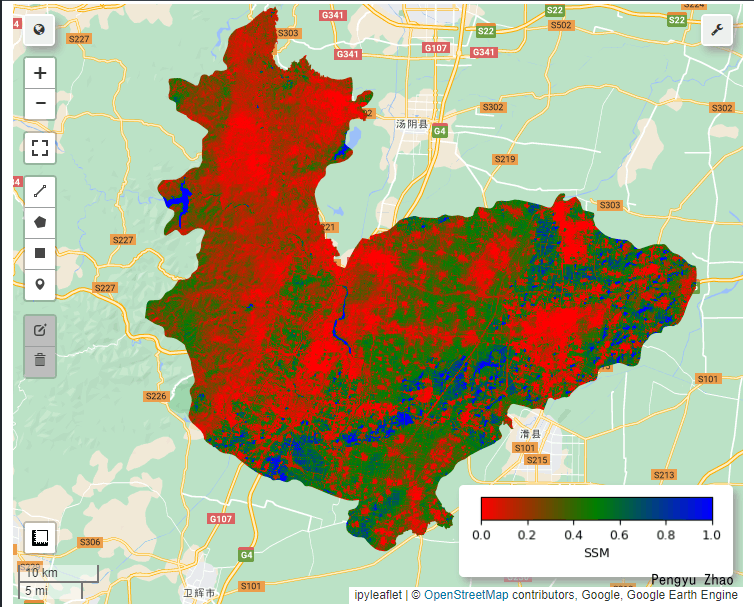 S22
S224
G341
S502
S22
S303
S227
G107
G341
G341
S302
S302
汤阴县
G4
S219
S303
S227
S227
S226
S101
滑县
S101
S215
S213
G107
0.0 0.2 0.4 0.6 0.8 1.0
SSM
S306
G4
10 km
5 mi
S101
卫辉市
Pengyu Zhao
ipyleaflet | © OpenStreetMap contributors, Google, Google Earth Engine